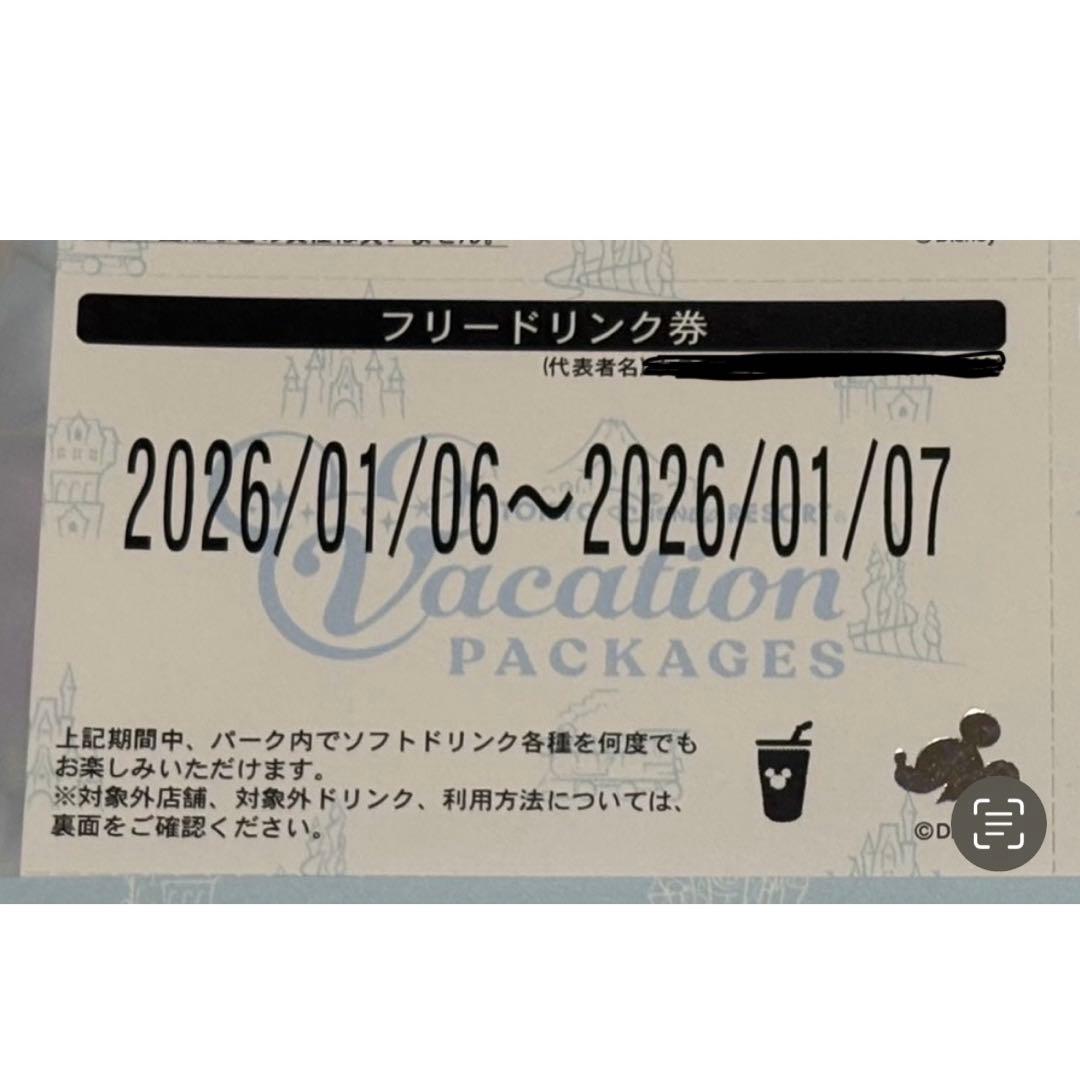 フリードリンク券
(代表者名
2026/01/06～2026/01/07
TOKYO Disney RESORT
Vacation
PACKAGES
上記期間中、パーク内でソフトドリンク各種を何度でも
お楽しみいただけます。
※対象外店舗、対象外ドリンク、利用方法については、
裏面をご確認ください。
©D